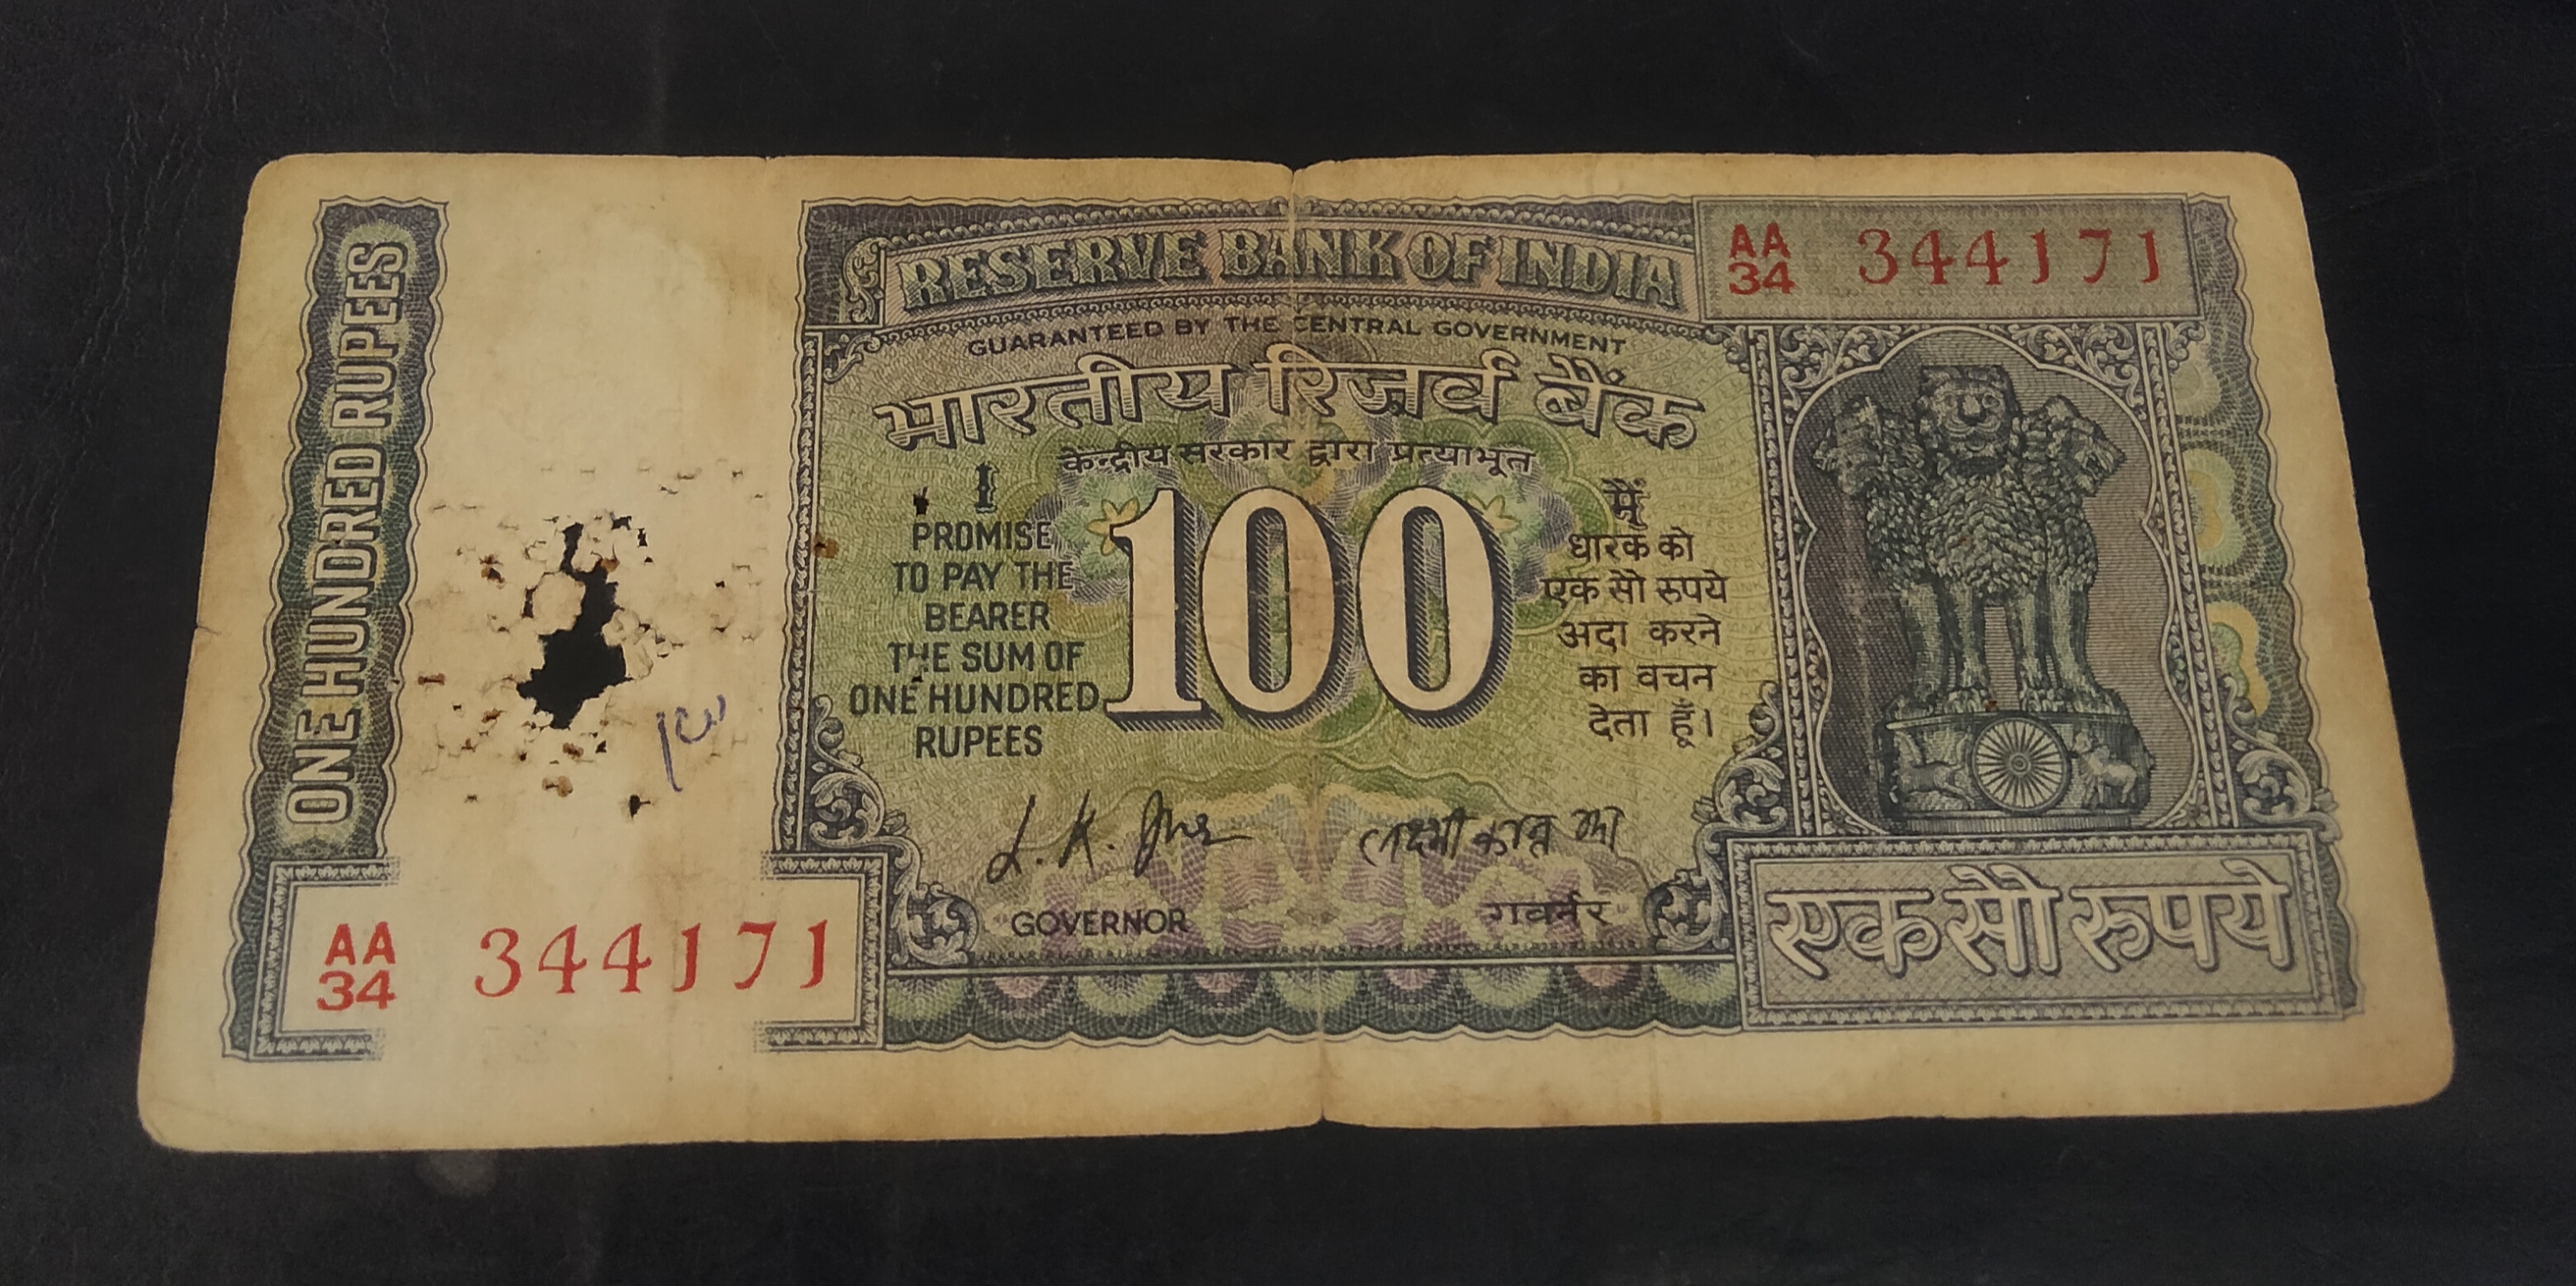 ONE HUNDRED RUPEES
RESERVE BANK OF INDIA
AA
34 344171
GUARANTEED BY THE CENTRAL GOVERNMENT
भारतीय रिज़र्व बैंक
केन्द्रीय सरकार द्वारा प्रत्याभूत
I
PROMISE
TO PAY THE
BEARER
THE SUM OF
ONE HUNDRED
RUPEES
100
मैं
धारक को
एक सौ रुपये
अदा करने
का वचन
देता हूँ।
L. K. Jha
लक्ष्मी कान्त झा
GOVERNOR
गवर्नर
AA
34 344171
एक सौ रुपये